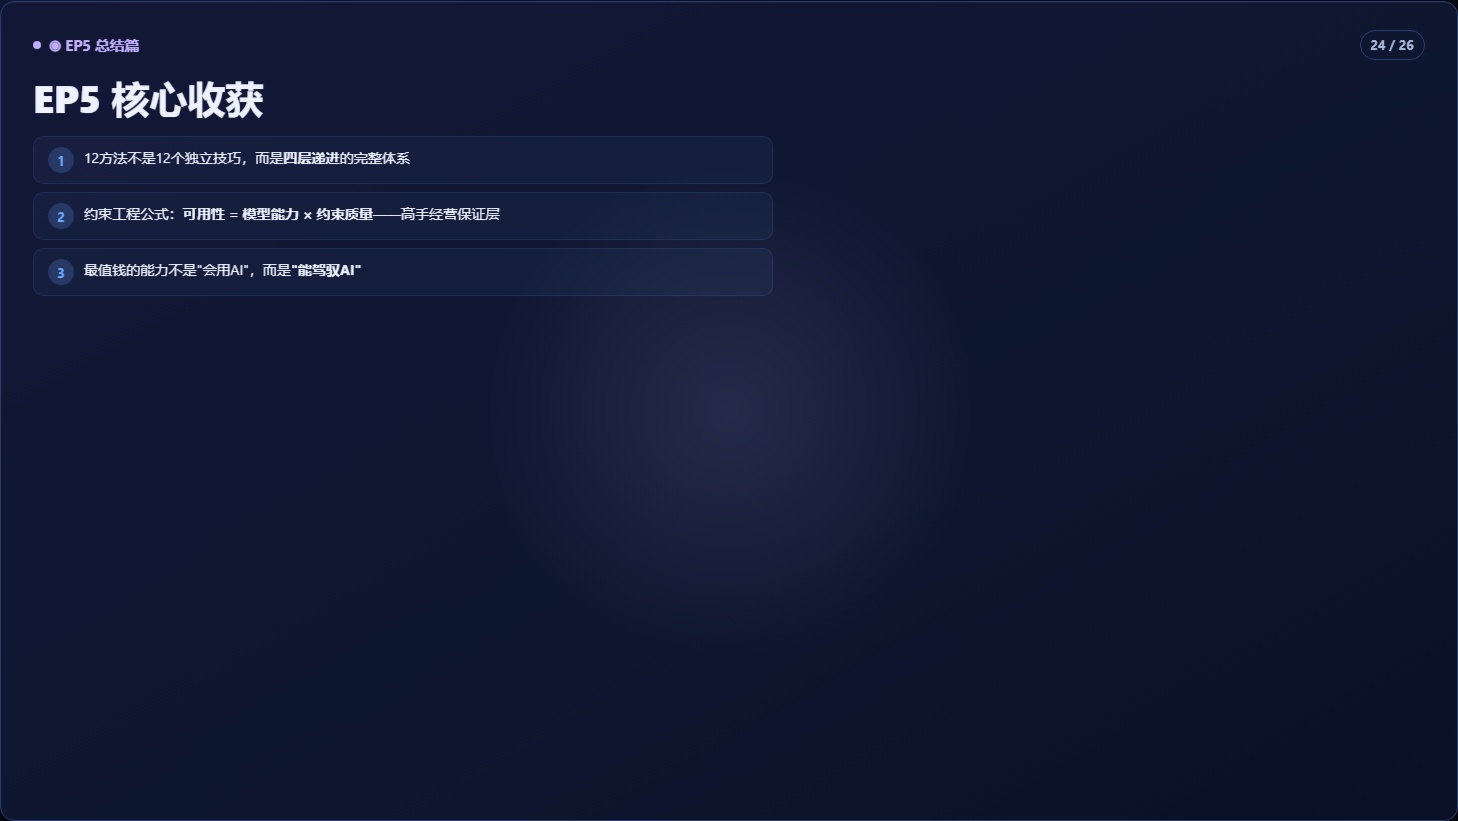 EP5 总结篇
24 / 26
EP5 核心收获
1 12方法不是12个独立技巧，而是四层递进的完整体系
2 约束工程公式：可用性 = 模型能力 × 约束质量——高手经营保证层
3 最值钱的能力不是"会用AI"，而是"能驾驭AI"